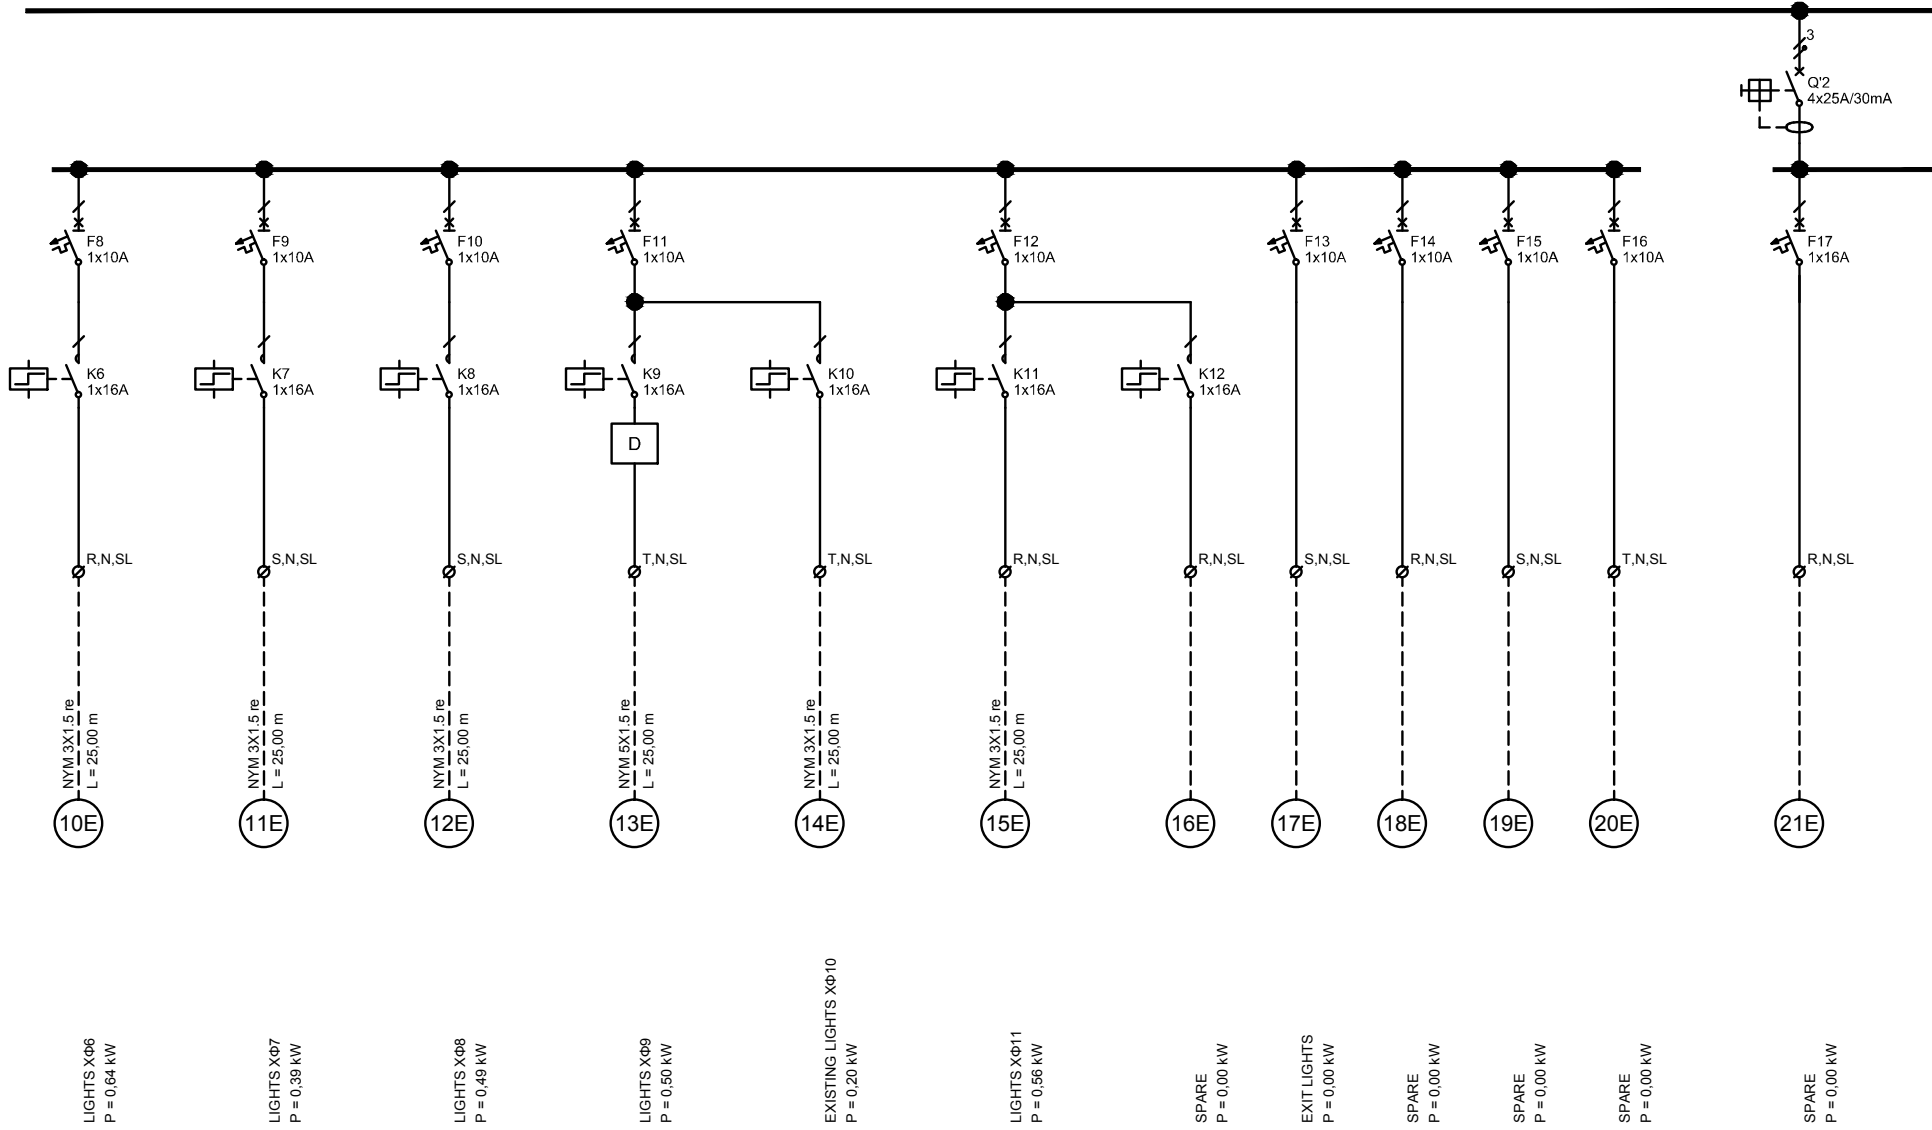 3
Q'2
4x25A/30mA
F8
1x10A
F9
1x10A
F10
1x10A
F11
1x10A
F12
1x10A
F13
1x10A
F14
1x10A
F15
1x10A
F16
1x10A
F17
1x16A
K6
1x16A
K7
1x16A
K8
1x16A
K9
1x16A
K10
1x16A
K11
1x16A
K12
1x16A
D
R,N,SL
S,N,SL
S,N,SL
T,N,SL
T,N,SL
R,N,SL
R,N,SL
S,N,SL
R,N,SL
S,N,SL
T,N,SL
R,N,SL
NYM 3X1.5 re
L = 25,00 m
NYM 3X1.5 re
L = 25,00 m
NYM 3X1.5 re
L = 25,00 m
NYM 5X1.5 re
L = 25,00 m
NYM 3X1.5 re
L = 25,00 m
NYM 3X1.5 re
L = 25,00 m
10E
11E
12E
13E
14E
15E
16E
17E
18E
19E
20E
21E
LIGHTS ΧΦ6
P = 0,64 kW
LIGHTS ΧΦ7
P = 0,39 kW
LIGHTS ΧΦ8
P = 0,49 kW
LIGHTS ΧΦ9
P = 0,50 kW
EXISTING LIGHTS ΧΦ10
P = 0,20 kW
LIGHTS ΧΦ11
P = 0,56 kW
SPARE
P = 0,00 kW
EXIT LIGHTS
P = 0,00 kW
SPARE
P = 0,00 kW
SPARE
P = 0,00 kW
SPARE
P = 0,00 kW
SPARE
P = 0,00 kW